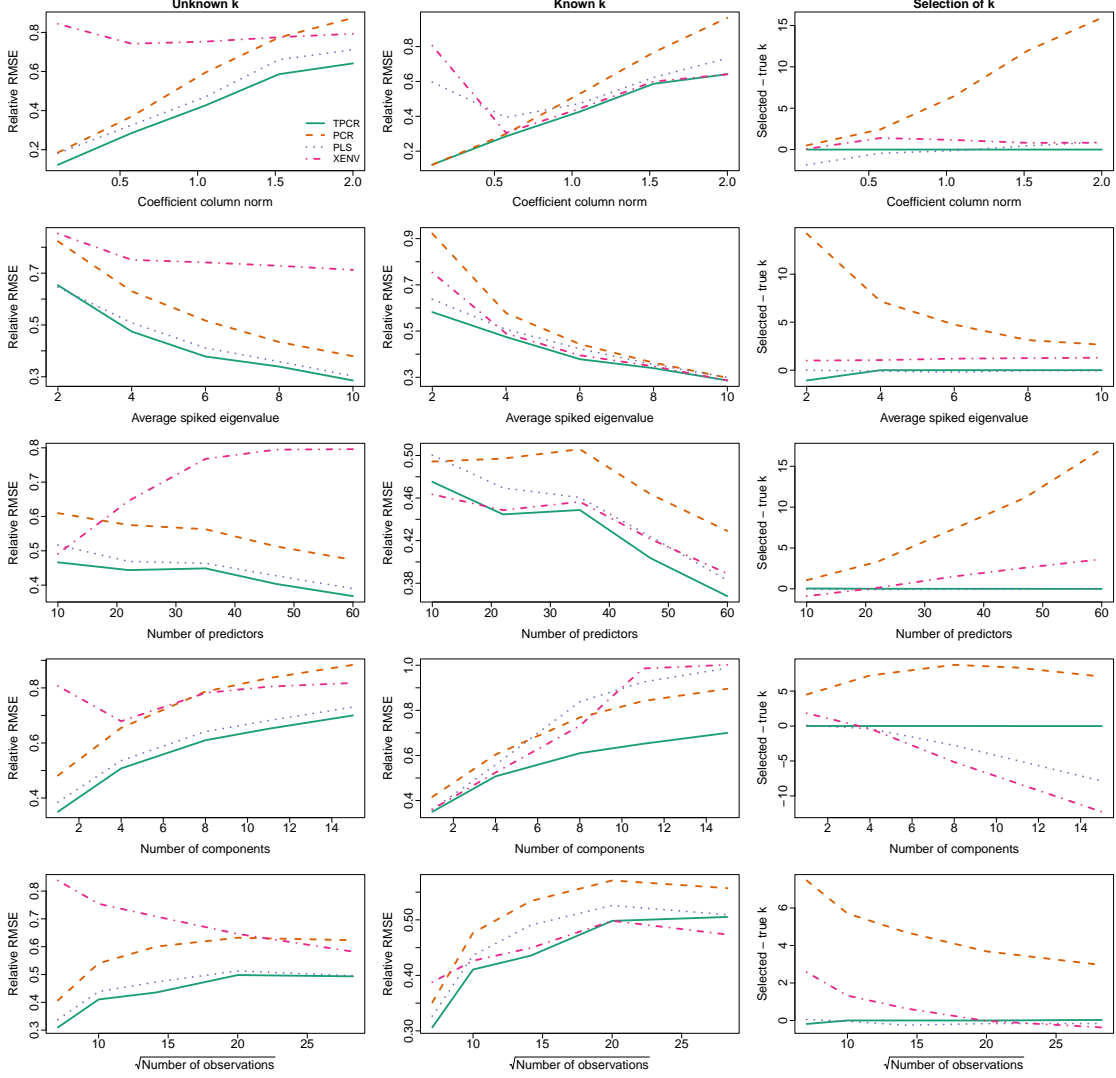 Unknown k
Known k
Selection of k
Relative RMSE
0.2 0.4 0.6 0.8
TPCR
PCR
PLS
XENV
0.5 1.0 1.5 2.0
Coefficient column norm
Relative RMSE
0.2 0.4 0.6 0.8
0.5 1.0 1.5 2.0
Coefficient column norm
Selected − true k
0 5 10 15
0.5 1.0 1.5 2.0
Coefficient column norm
Relative RMSE
0.3 0.5 0.7
2 4 6 8 10
Average spiked eigenvalue
Relative RMSE
0.3 0.5 0.7 0.9
2 4 6 8 10
Average spiked eigenvalue
Selected − true k
0 5 10
2 4 6 8 10
Average spiked eigenvalue
Relative RMSE
0.4 0.5 0.6 0.7 0.8
10 20 30 40 50 60
Number of predictors
Relative RMSE
0.38 0.42 0.46 0.50
10 20 30 40 50 60
Number of predictors
Selected − true k
0 5 10 15
10 20 30 40 50 60
Number of predictors
Relative RMSE
0.4 0.6 0.8
2 4 6 8 10 12 14
Number of components
Relative RMSE
0.4 0.6 0.8 1.0
2 4 6 8 10 12 14
Number of components
Selected − true k
−10 −5 0 5
2 4 6 8 10 12 14
Number of components
Relative RMSE
0.3 0.4 0.5 0.6 0.7 0.8
10 15 20 25
√Number of observations
Relative RMSE
0.30 0.40 0.50
10 15 20 25
√Number of observations
Selected − true k
0 2 4 6
10 15 20 25
√Number of observations